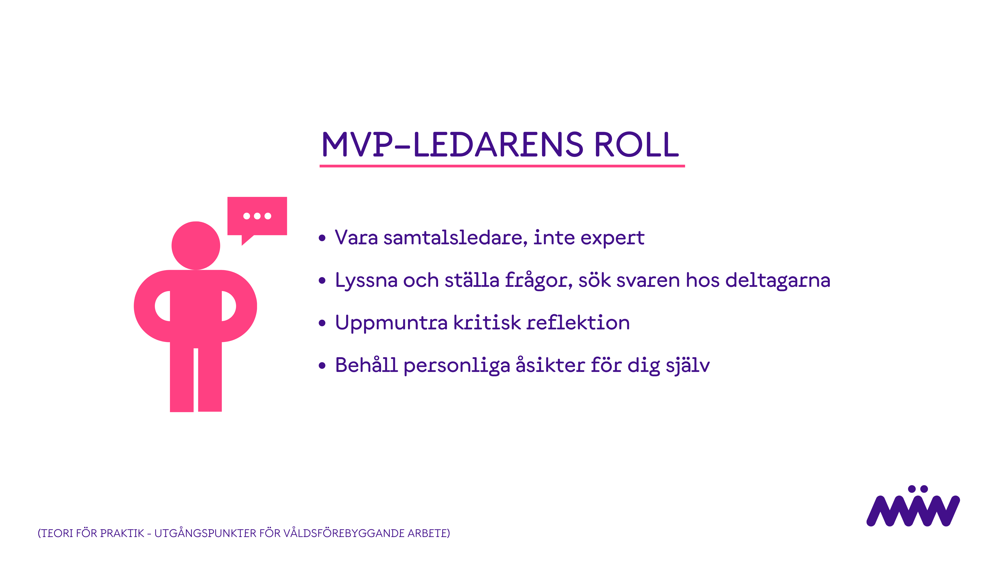 MVP–LEDARENS ROLL
• Vara samtalsledare, inte expert
• Lyssna och ställa frågor, sök svaren hos deltagarna
• Uppmuntra kritisk reflektion
• Behåll personliga åsikter för dig själv
(TEORI FÖR PRAKTIK - UTGÅNGSPUNKTER FÖR VÅLDSFÖREBYGGANDE ARBETE)
MÄN